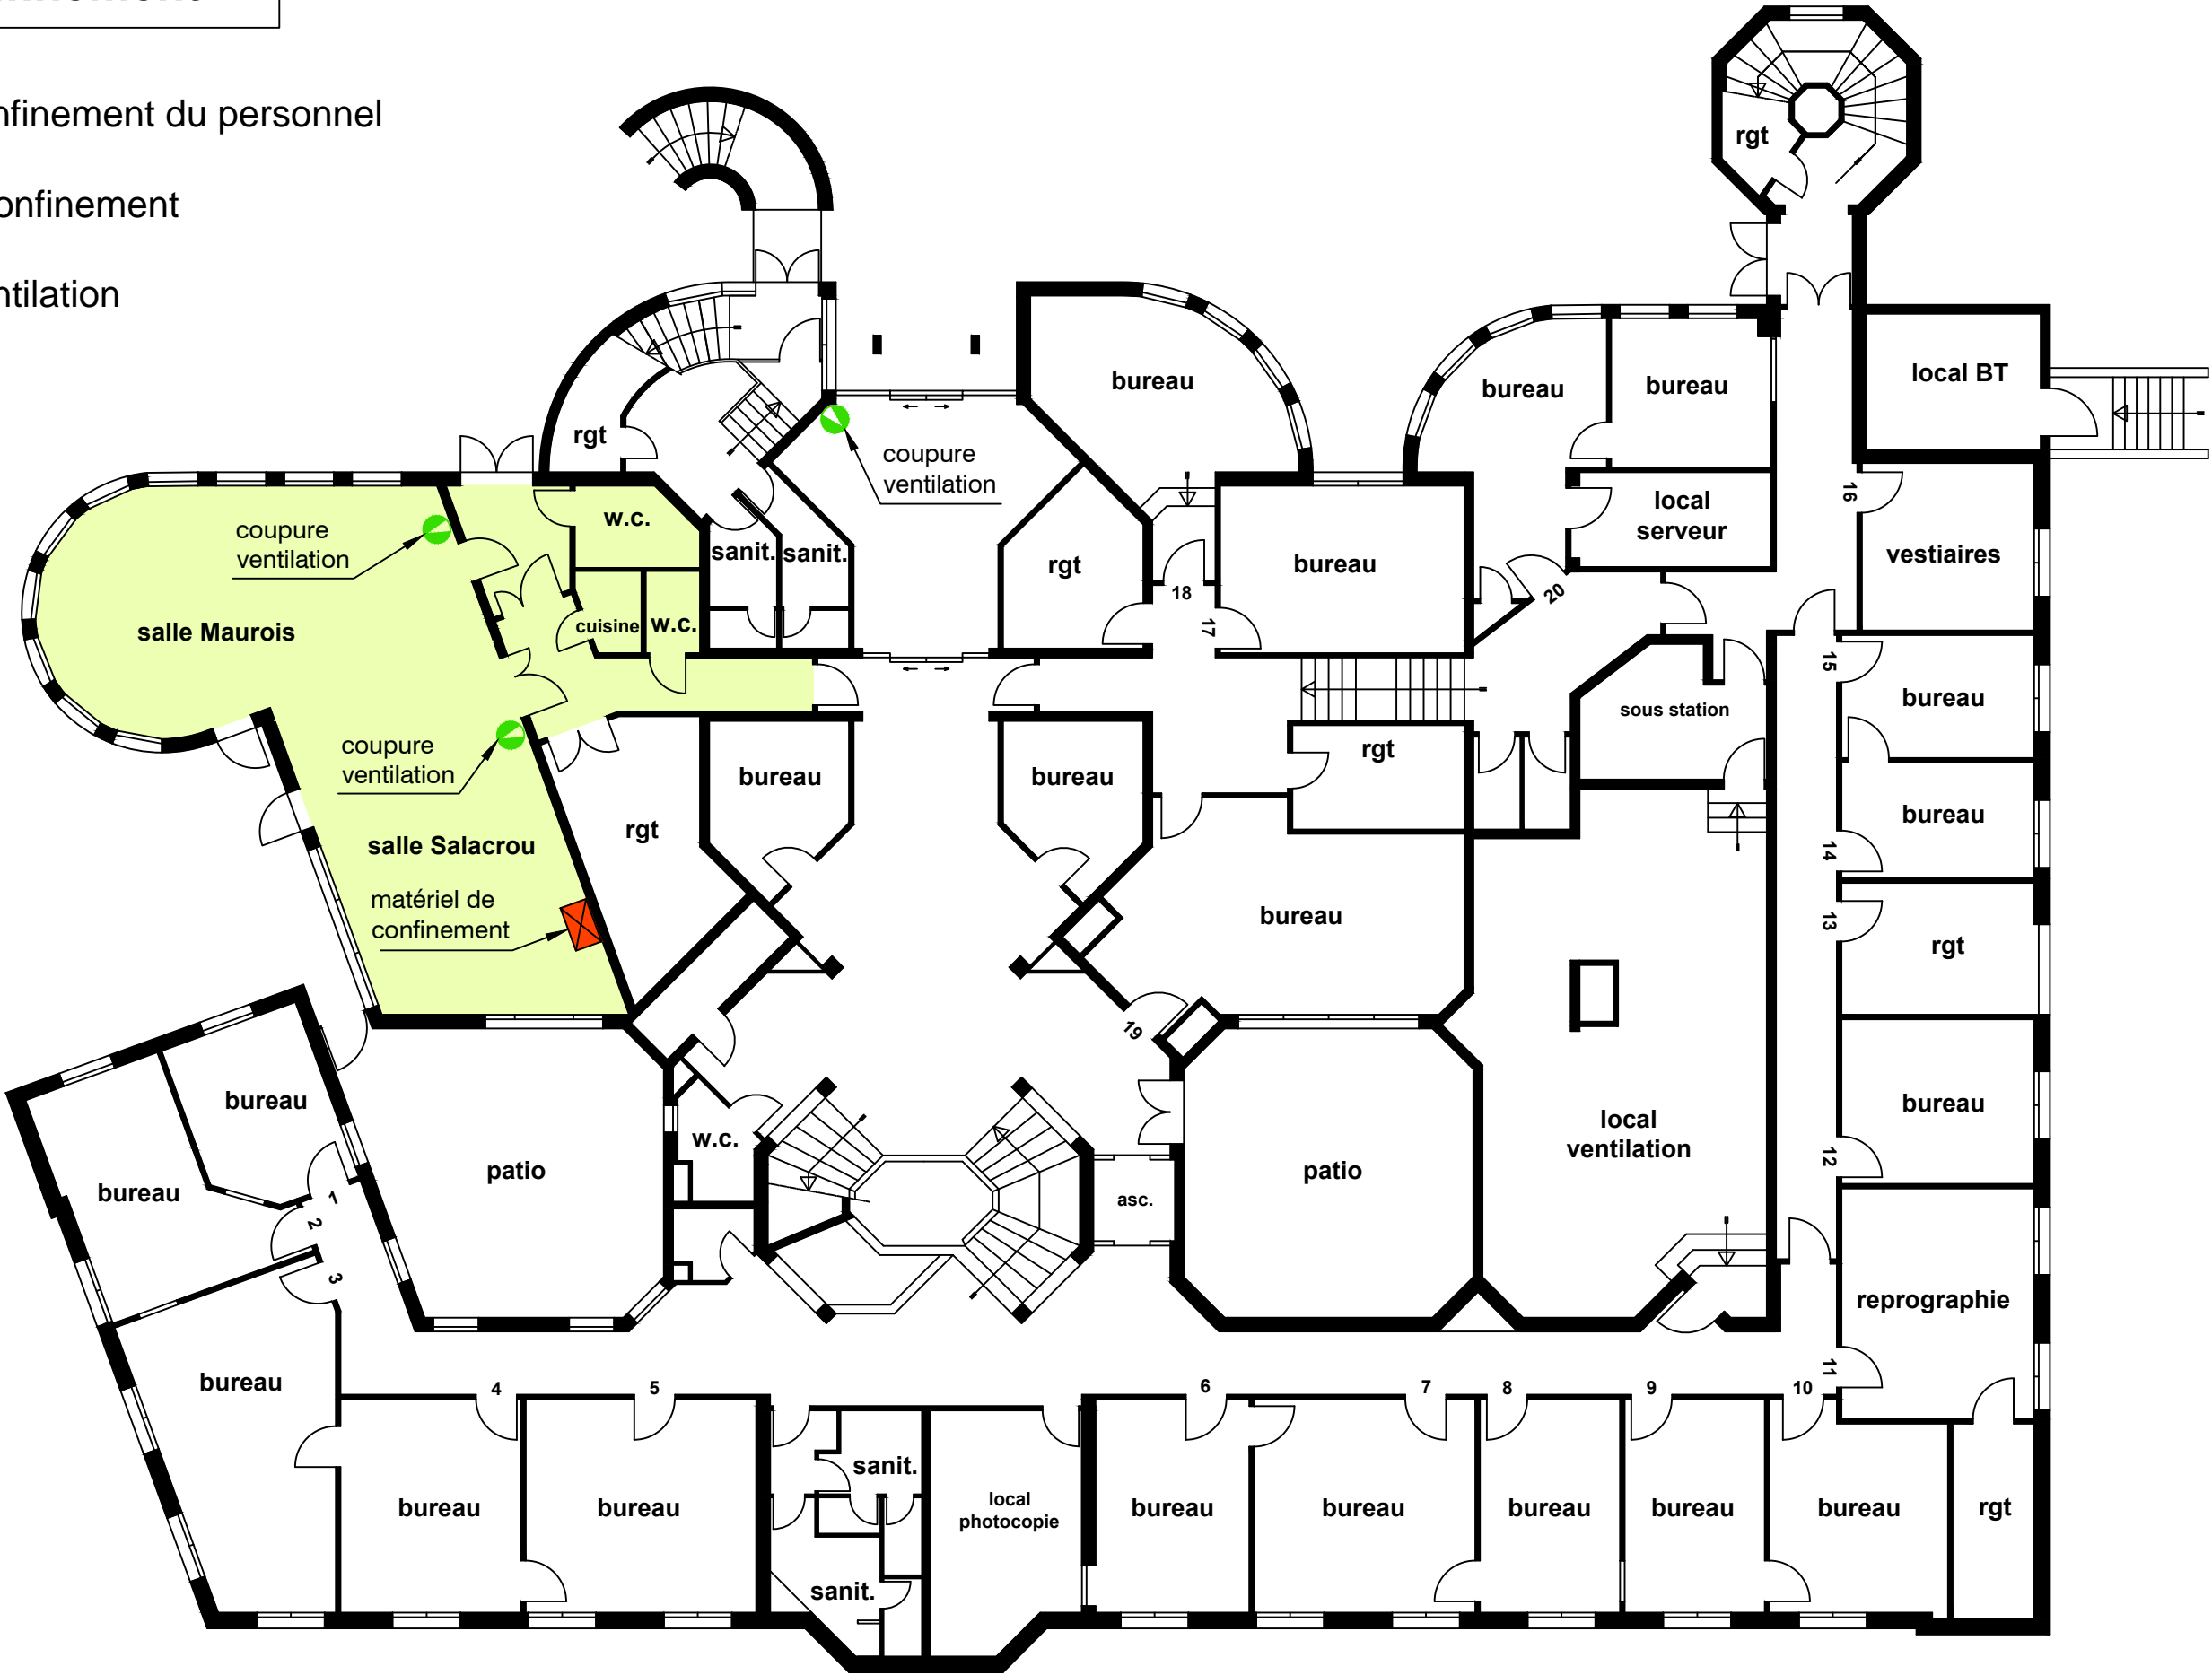 nfinement du personnel
onfinement
ntilation
rgt
local BT
bureau
bureau
bureau
rgt
coupure
ventilation
16
w.c.
coupure
ventilation
local
serveur
vestiaires
sanit.
sanit.
rgt
bureau
18
20
salle Maurois
cuisine
w.c.
17
15
bureau
sous station
coupure
ventilation
rgt
bureau
bureau
bureau
rgt
salle Salacrou
14
matériel de
confinement
bureau
13
rgt
19
bureau
bureau
w.c.
local
ventilation
12
bureau
patio
asc.
patio
1
2
3
reprographie
bureau
11
4
5
6
7
8
9
10
sanit.
bureau
bureau
local
photocopie
bureau
bureau
bureau
bureau
bureau
rgt
sanit.